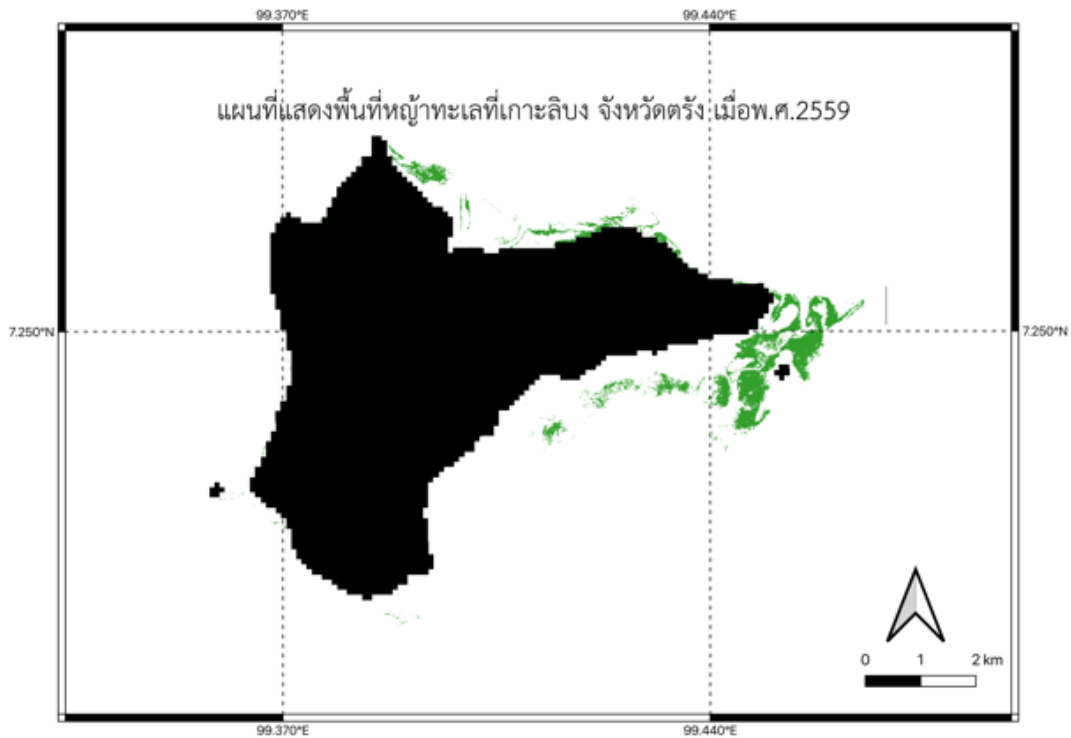 99.370°E 99.440°E
แผนที่แสดงพื้นที่หญ้าทะเลที่เกาะลิบง จังหวัดตรัง เมื่อพ.ศ.2559
7.250°N 7.250°N
0 1 2 km
99.370°E 99.440°E